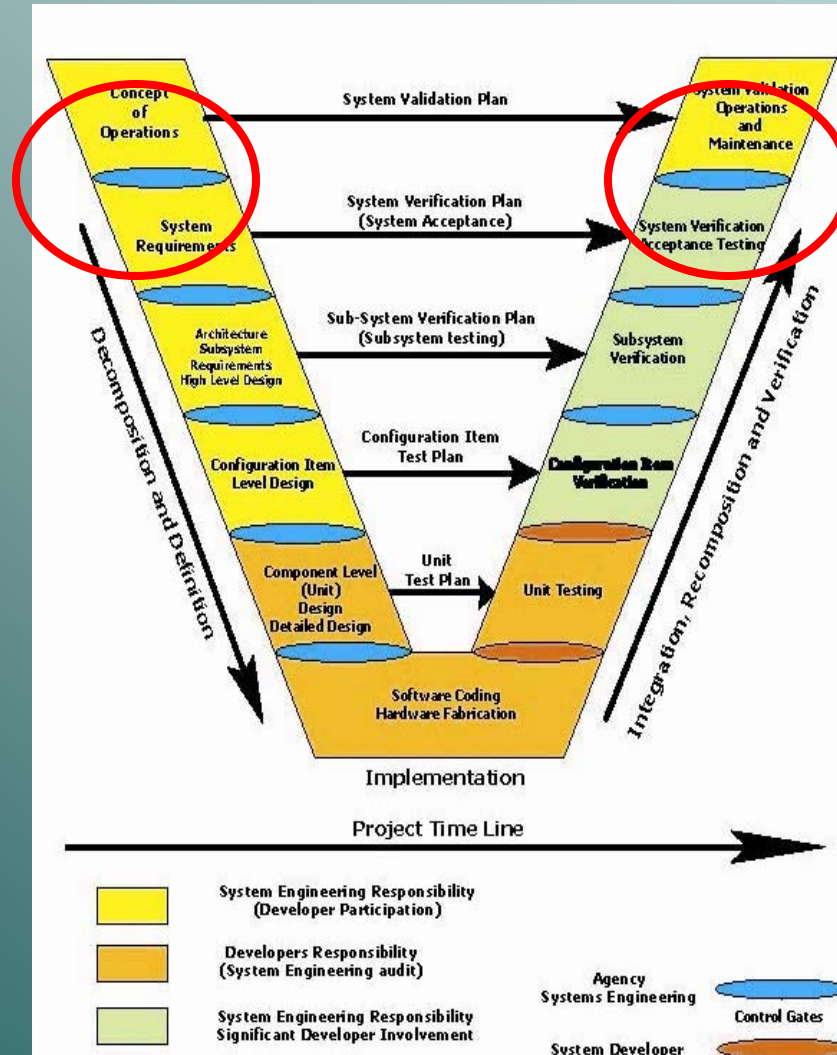 Concept
of
Operations
System Validation Plan
System Validation
Operations
and
Maintenance
System
Requirements
System Verification Plan
(System Acceptance)
System Verification
Acceptance Testing
Architecture
Subsystem
Requirements
High Level Design
Sub-System Verification Plan
(Subsystem testing)
Subsystem
Verification
Configuration Item
Level Design
Configuration Item
Test Plan
Configuration Item
Verification
Component Level
(Unit)
Design
Detailed Design
Unit
Test Plan
Unit Testing
Decomposition and Definition
Integration, Recomposition and Verification
Software Coding
Hardware Fabrication
Implementation
Project Time Line
System Engineering Responsibility
(Developer Participation)
Developers Responsibility
(System Engineering audit)
System Engineering Responsibility
Significant Developer Involvement
Agency
Systems Engineering
Control Gates
System Developer